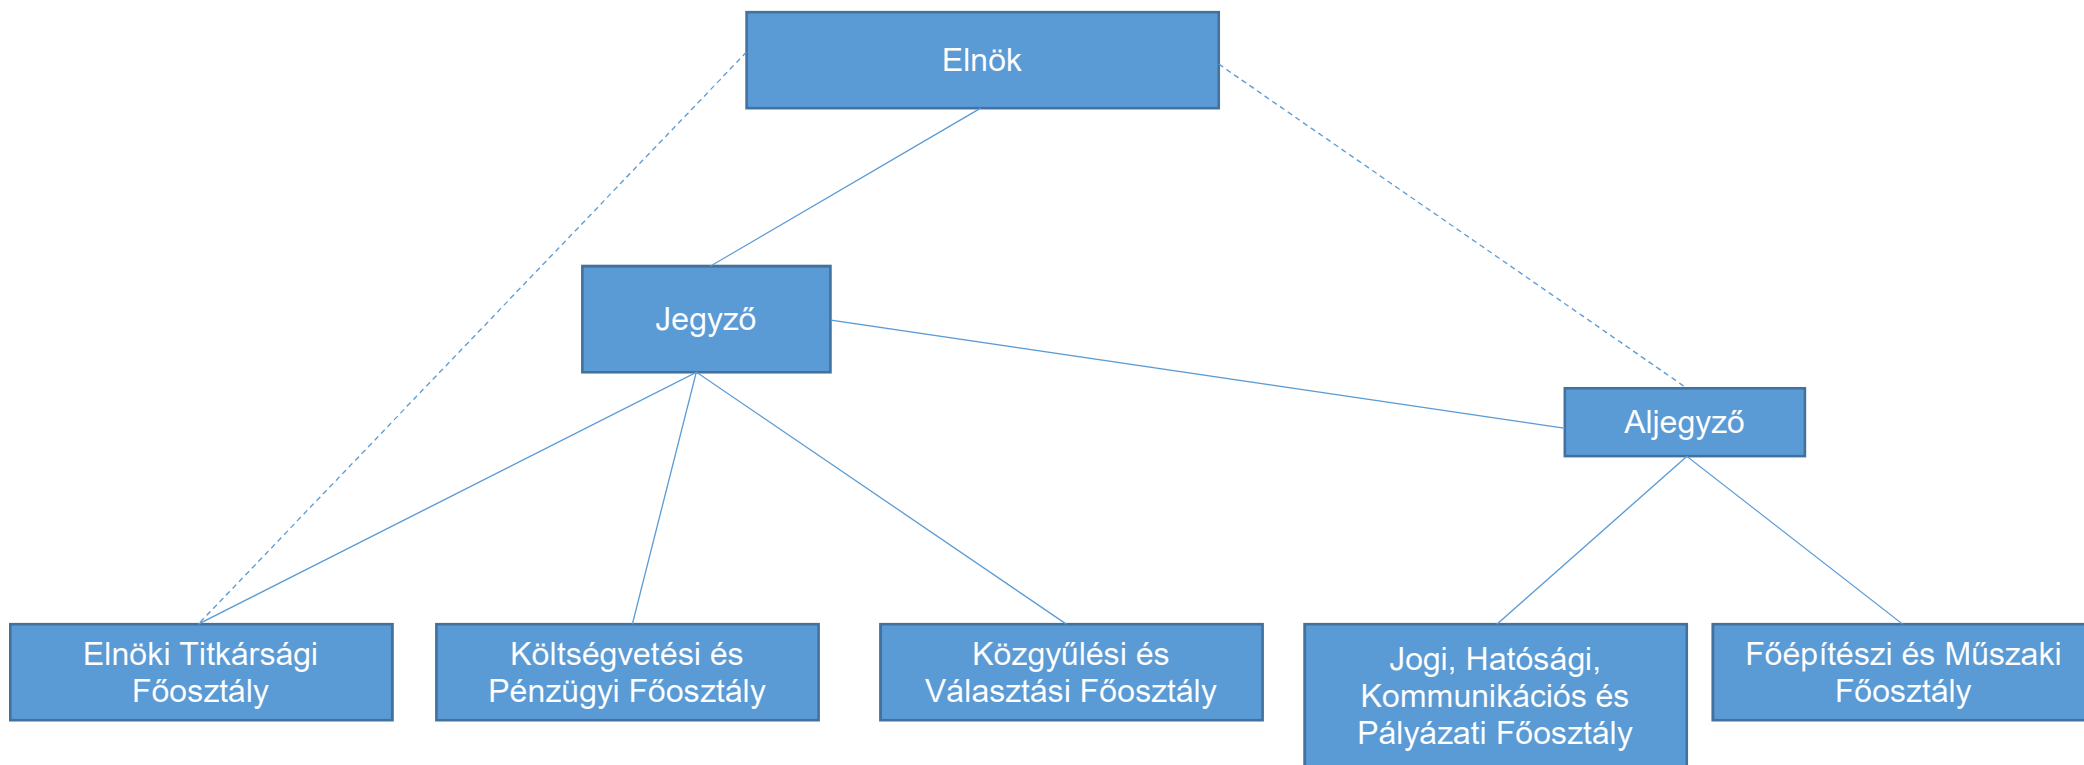 Elnök
Jegyző
Aljegyző
Elnöki Titkársági
Főosztály
Költségvetési és
Pénzügyi Főosztály
Közgyűlési és
Választási Főosztály
Jogi, Hatósági,
Kommunikációs és
Pályázati Főosztály
Főépítészi és Műszaki
Főosztály